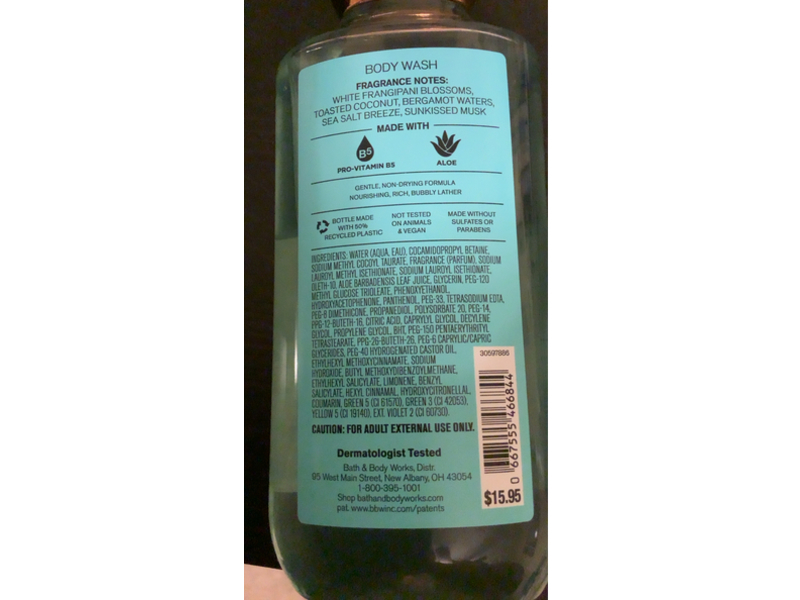 BODY WASH
FRAGRANCE NOTES:
WHITE FRANGIPANI BLOSSOMS,
TOASTED COCONUT, BERGAMOT WATERS,
SEA SALT BREEZE, SUNKISSED MUSK
MADE WITH
B5
PRO-VITAMIN B5
ALOE
GENTLE, NON-DRYING FORMULA
NOURISHING, RICH, BUBBLY LATHER
BOTTLE MADE
WITH 50%
RECYCLED PLASTIC
NOT TESTED
ON ANIMALS
& VEGAN
MADE WITHOUT
SULFATES OR
PARABENS
INGREDIENTS: WATER (AQUA, EAU), COCAMIDOPROPYL BETAINE,
SODIUM METHYL COCOYL TAURATE, FRAGRANCE (PARFUM), SODIUM
LAUROYL METHYL ISETHIONATE, SODIUM LAUROYL ISETHIONATE,
OLETH-10, ALOE BARBADENSIS LEAF JUICE, GLYCERIN, PEG-120
METHYL GLUCOSE TRIOLEATE, PHENOXYETHANOL,
HYDROXYACETOPHENONE, PANTHENOL, PEG-33, TETRASODIUM EDTA,
PEG-8 DIMETHICONE, PROPANEDIOL, POLYSORBATE 20, PEG-14,
PPG-12-BUTETH-16, CITRIC ACID, CAPRYLYL GLYCOL, DECYLENE
GLYCOL, PROPYLENE GLYCOL, BHT, PEG-150 PENTAERYTHRITYL
TETRASTEARATE, PPG-26-BUTETH-26, PEG-6 CAPRYLIC/CAPRIC
GLYCERIDES, PEG-40 HYDROGENATED CASTOR OIL,
ETHYLHEXYL METHOXYCINNAMATE, SODIUM
HYDROXIDE, BUTYL METHOXYDIBENZOYLMETHANE,
ETHYLHEXYL SALICYLATE, LIMONENE, BENZYL
SALICYLATE, HEXYL CINNAMAL, HYDROXYCITRONELLAL,
COUMARIN, GREEN 5 (CI 61570), GREEN 3 (CI 42053),
YELLOW 5 (CI 19140), EXT. VIOLET 2 (CI 60730).
CAUTION: FOR ADULT EXTERNAL USE ONLY.
Dermatologist Tested
Bath & Body Works, Distr.
95 West Main Street, New Albany, OH 43054
1-800-395-1001
Shop bathandbodyworks.com
pat. www.bbwinc.com/patents
30597886
0 667555 466844
$15.95